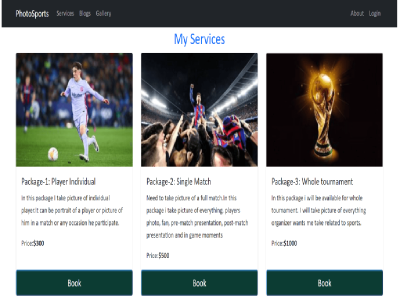 PhotoSports Services Blogs Gallery About Login
My Services
Package-1: Player Individual
In this package I take picture of individual
player.It can be portrait of a player or picture of
him in a match or any occasion he participate.
Price:$300
Book
Package-2: Single Match
Need to take picture of a full match.In this
package i take picture of everything. players
photo, fan, pre-match presentation, post-match
presentation and in game moments
Price:$500
Book
Package-3: Whole tournament
In this package I will be available for whole
tournament. I will take picture of everything
organizer wants me take related to sports.
Price:$1000
Book